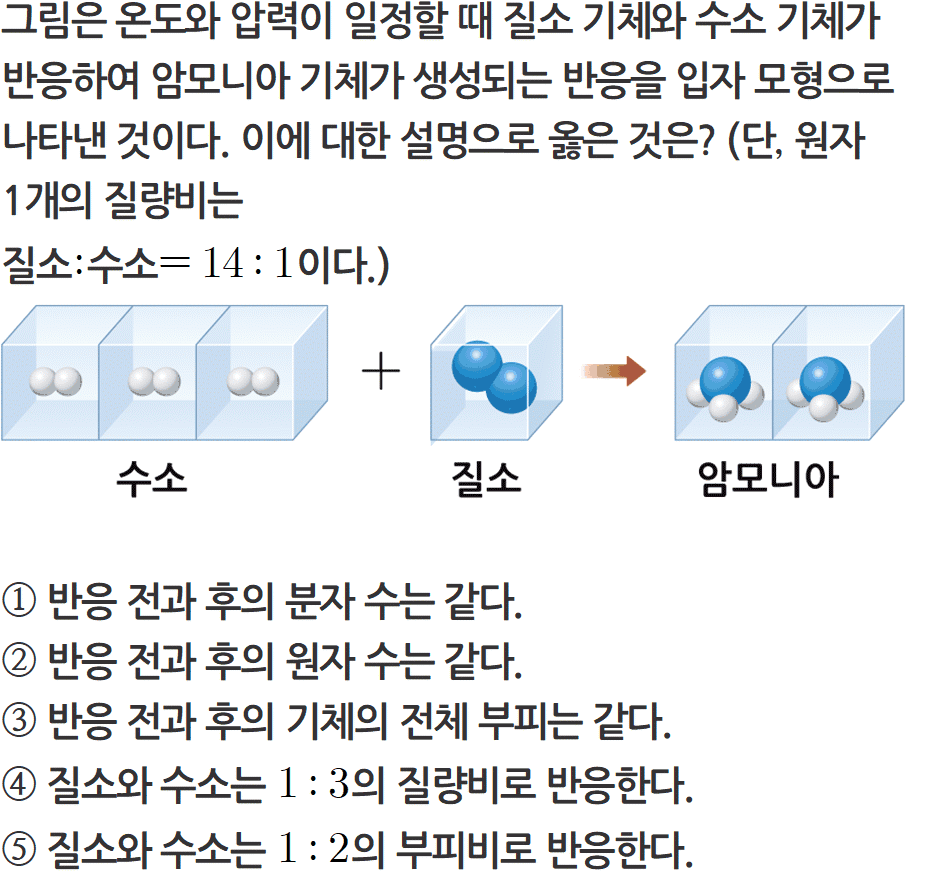 그림은 온도와 압력이 일정할 때 질소 기체와 수소 기체가
반응하여 암모니아 기체가 생성되는 반응을 입자 모형으로
나타낸 것이다. 이에 대한 설명으로 옳은 것은? (단, 원자
1개의 질량비는
질소:수소= 14 : 1이다.)
+
수소 질소 암모니아
① 반응 전과 후의 분자 수는 같다.
② 반응 전과 후의 원자 수는 같다.
③ 반응 전과 후의 기체의 전체 부피는 같다.
④ 질소와 수소는 1 : 3의 질량비로 반응한다.
⑤ 질소와 수소는 1 : 2의 부피비로 반응한다.